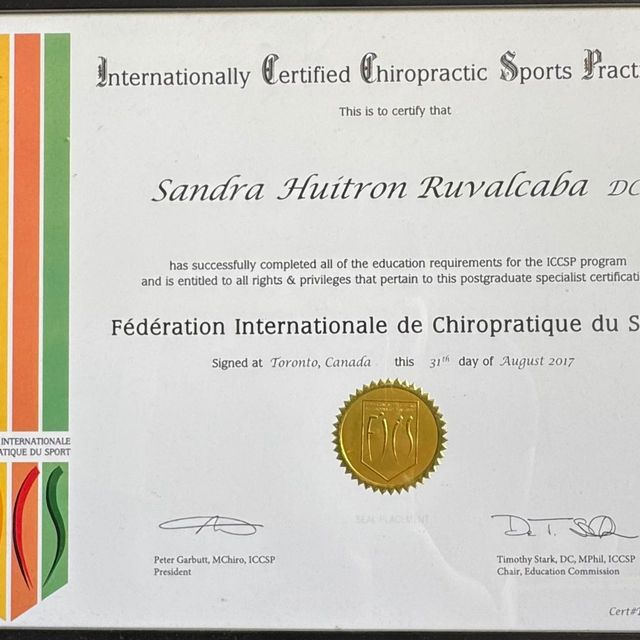 Internationally Certified Chiropractic Sports Practi
This is to certify that
Sandra Huitron Ruvalcaba DC
has successfully completed all of the education requirements for the ICCSP program
and is entitled to all rights & privileges that pertain to this postgraduate specialist certificati
Fédération Internationale de Chiropratique du S
Signed at Toronto, Canada this 31th day of August 2017
INTERNATIONALE
ATIQUE DU SPORT
FICS
SEAL PLACEMENT
Peter Garbutt, MChiro, ICCSP
President
Timothy Stark, DC, MPhil, ICCSP
Chair, Education Commission
Cert#